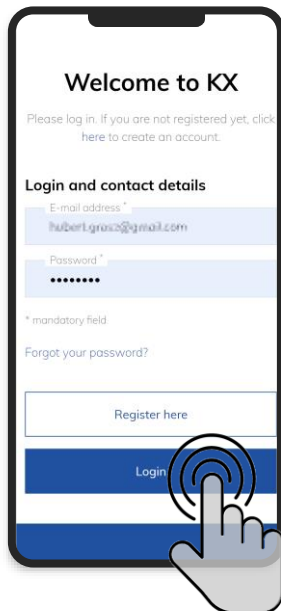 Welcome to KX
Please log in. If you are not registered yet, click
here to create an account.
Login and contact details
E-mail address *
hubert.grosz@gmail.com
Password *
••••••••
* mandatory field
Forgot your password?
Register here
Login